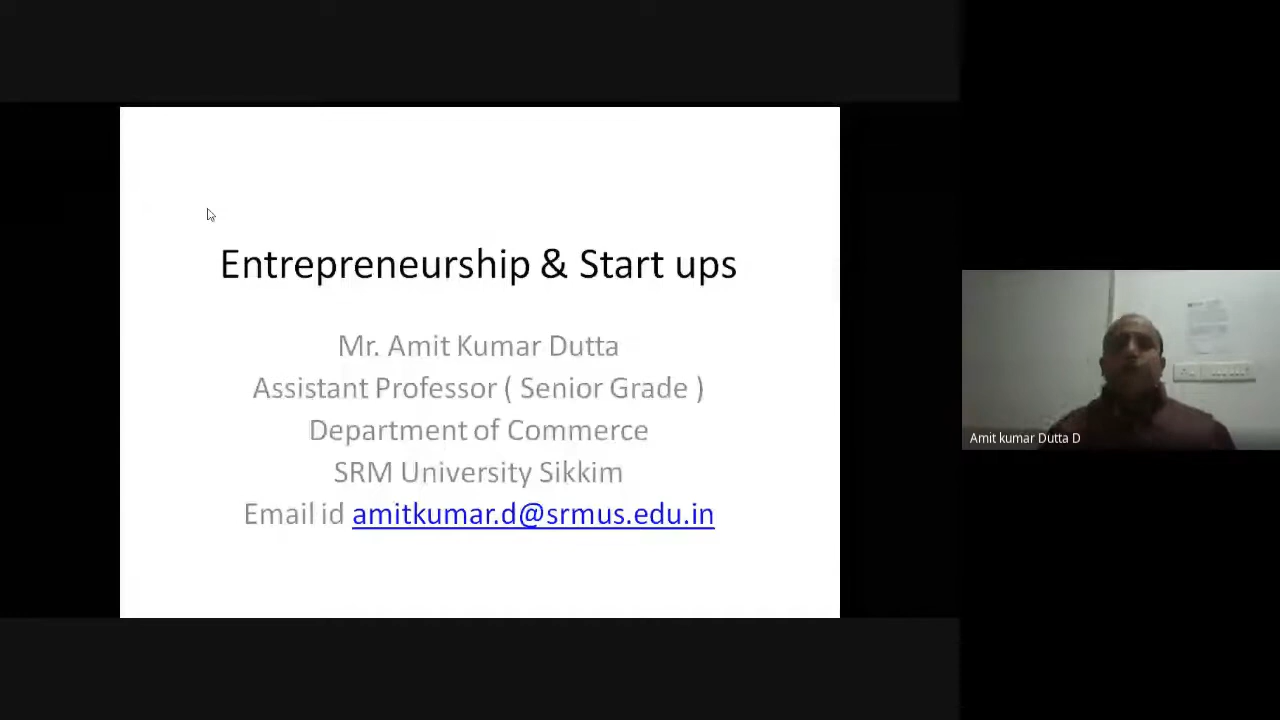 Entrepreneurship & Start ups
Mr. Amit Kumar Dutta
Assistant Professor ( Senior Grade )
Department of Commerce
SRM University Sikkim
Email id amitkumar.d@srmus.edu.in
Amit kumar Dutta D